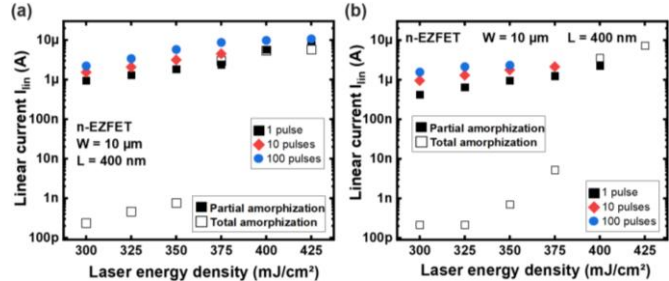 (a)
Linear current Ilin (A)
10µ
1µ
100n
10n
1n
100p
n-EZFET
W = 10 µm
L = 400 nm
1 pulse
10 pulses
100 pulses
Partial amorphization
Total amorphization
300 325 350 375 400 425
Laser energy density (mJ/cm²)
(b)
Linear current Ilin (A)
10µ
1µ
100n
10n
1n
100p
n-EZFET W = 10 µm L = 400 nm
Partial amorphization
Total amorphization
1 pulse
10 pulses
100 pulses
300 325 350 375 400 425
Laser energy density (mJ/cm²)